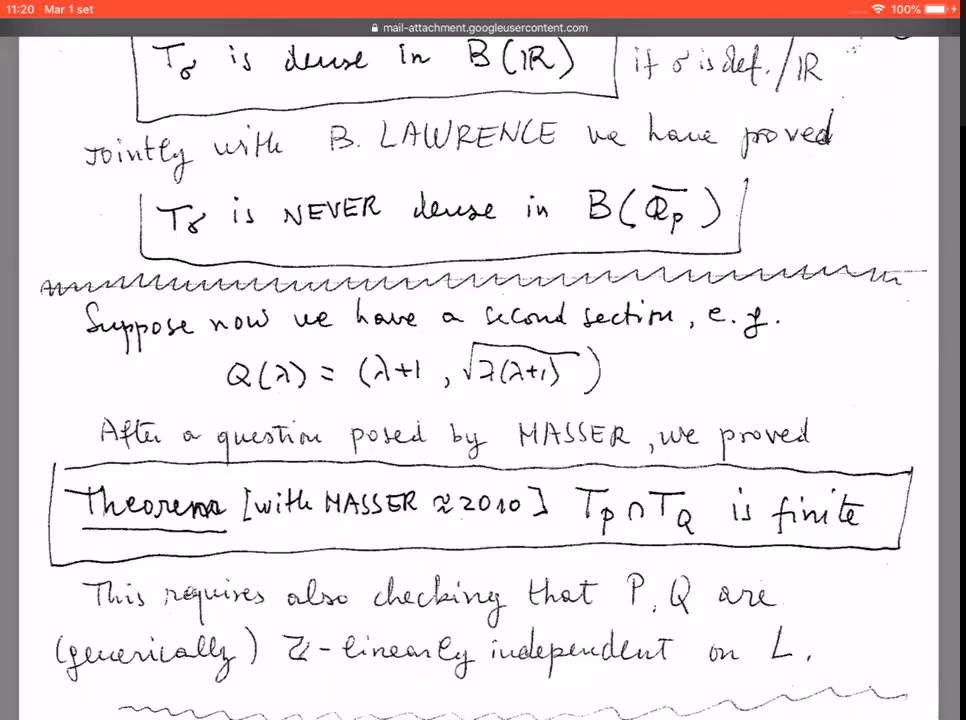 11:20 Mar 1 set 100%
mail-attachment.googleusercontent.com
Tσ is dense in B(ℝ) if σ is def./ℝ
Jointly with B. LAWRENCE we have proved
Tσ is NEVER dense in B(Q̅p)
Suppose now we have a second section, e.g.
Q(λ) = (λ+1, √λ(λ+1))
After a question posed by MASSER, we proved
Theorem [with MASSER ≈ 2010] TP ∩ TQ is finite
This requires also checking that P, Q are
(generically) ℤ-linearly independent on L.